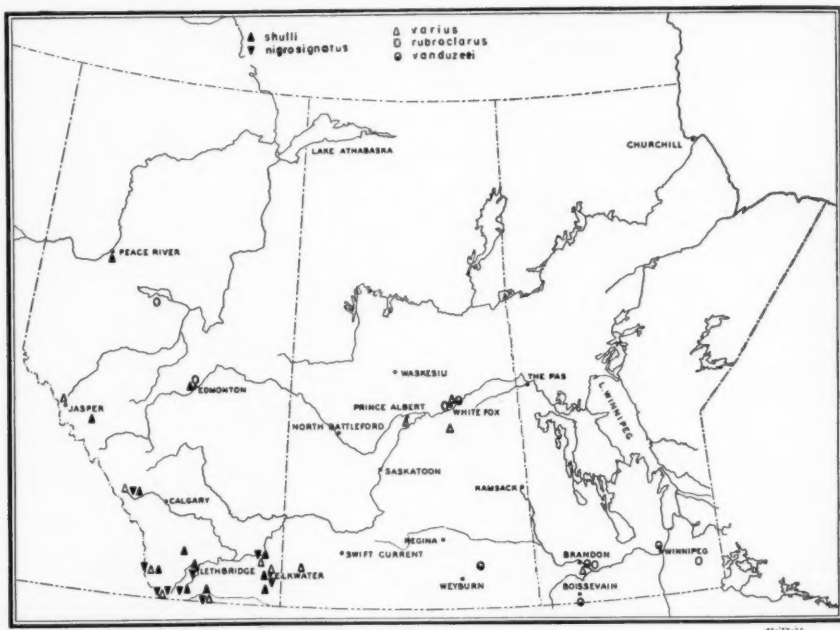 shulli
nigrosignatus
varius
rubroclarus
vanduzeei
LAKE ATHABASKA
CHURCHILL
PEACE RIVER
WASKESIU
THE PAS
JASPER
EDMONTON
PRINCE ALBERT
WHITE FOX
L. WINNIPEG
NORTH BATTLEFORD
SASKATOON
KAMSACK
CALGARY
REGINA
SWIFT CURRENT
BRANDON
WINNIPEG
LETHBRIDGE
ELKWATER
WEYBURN
BOISSEVAIN